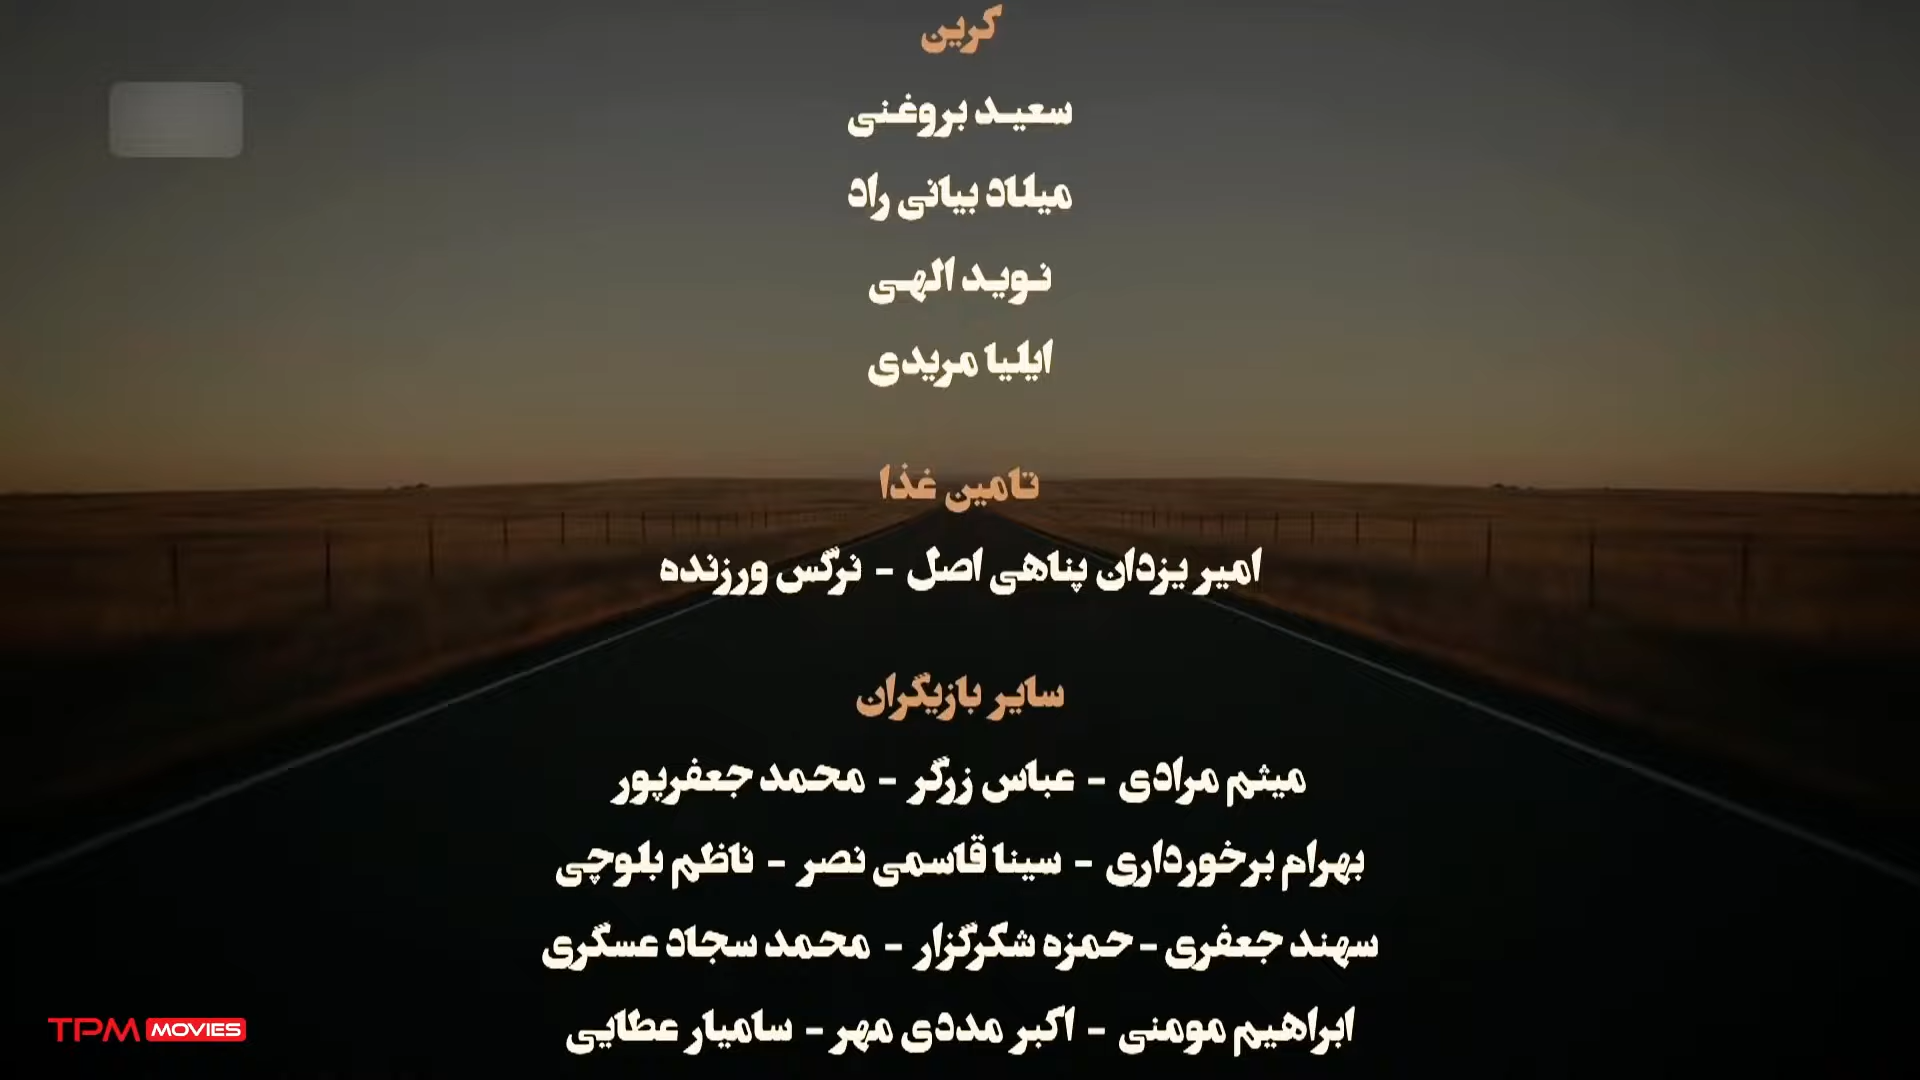 کرین
سعید بروغنی
میلاد بیانی راد
نوید الهی
ایلیا مریدی
تامین غذا
امیر یزدان پناهی اصل - نرگس ورزنده
سایر بازیگران
میثم مرادی - عباس زرگر - محمد جعفرپور
بهرام برخورداری - سینا قاسمی نصر - ناظم بلوچی
سهند جعفری - حمزه شکرگزار - محمد سجاد عسگری
ابراهیم مومنی - اکبر مددی مهر - سامیار عطایی
TPM MOVIES